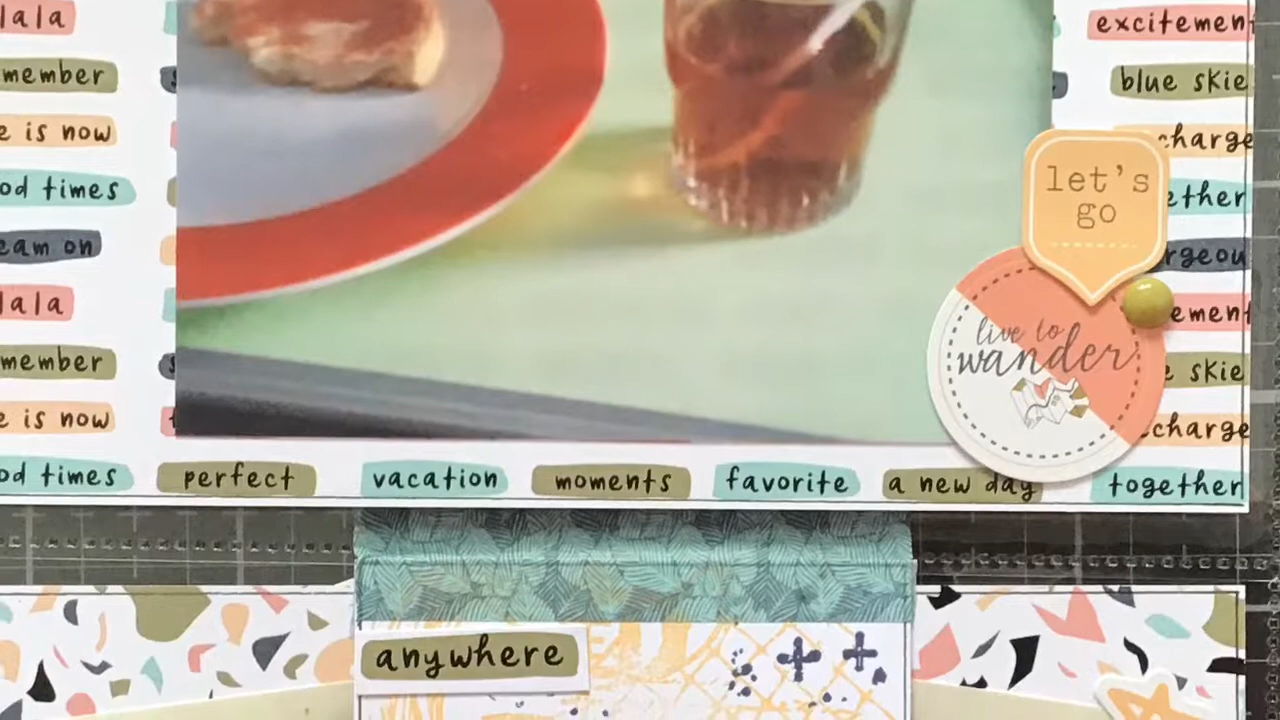 lala
excitemen
member
blue skie
e is now
charge
let's
go
od times
ether
eam on
rgeou
lala
ement
live to
wander
member
e skie
e is now
charge
od times
perfect
vacation
moments
favorite
a new day
together
anywhere